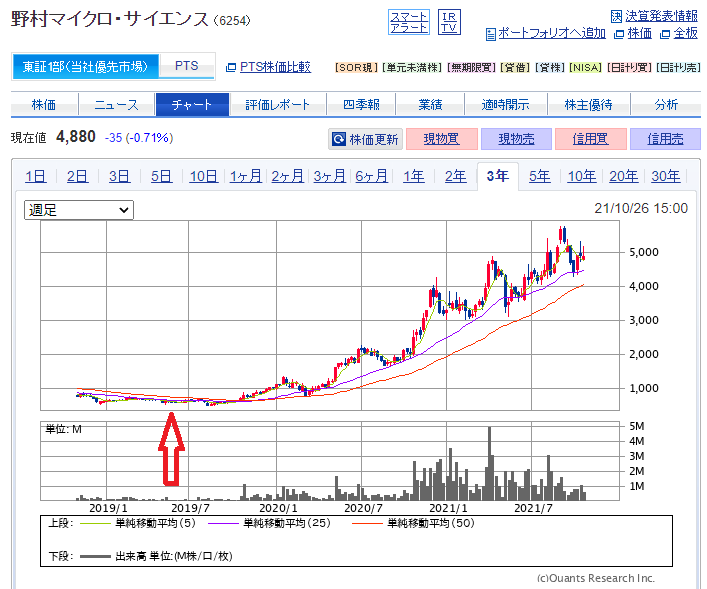 野村マイクロ・サイエンス (6254)
スマート
アラート
IR
TV
決算発表情報
ポートフォリオへ追加 株価 全板
東証1部(当社優先市場) PTS PTS株価比較
[SOR現] [単元未満株] [無期限買] [貸借] [貸株] [NISA] [日計り買] [日計り売]
株価 ニュース チャート 評価レポート 四季報 業績 適時開示 株主優待 分析
現在値 4,880 -35 (-0.71%) 株価更新 現物買 現物売 信用買 信用売
1日 2日 3日 5日 10日 1ヶ月 2ヶ月 3ヶ月 6ヶ月 1年 2年 3年 5年 10年 20年 30年
週足 21/10/26 15:00
5,000
4,000
3,000
2,000
1,000
単位: M
5M
4M
3M
2M
1M
2019/1 2019/7 2020/1 2020/7 2021/1 2021/7
上段: 単純移動平均(5) 単純移動平均(25) 単純移動平均(50)
下段: 出来高 単位:(M株/口/枚)
(c)Quants Research Inc.